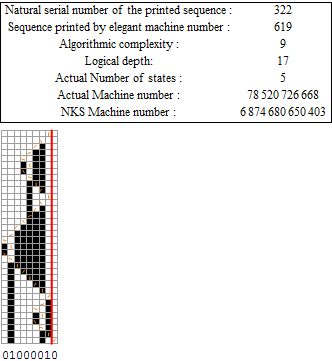 Natural serial number of the printed sequence : 322
Sequence printed by elegant machine number : 619
Algorithmic complexity : 9
Logical depth: 17
Actual Number of states : 5
Actual Machine number : 78 520 726 668
NKS Machine number : 6 874 680 650 403
01000010